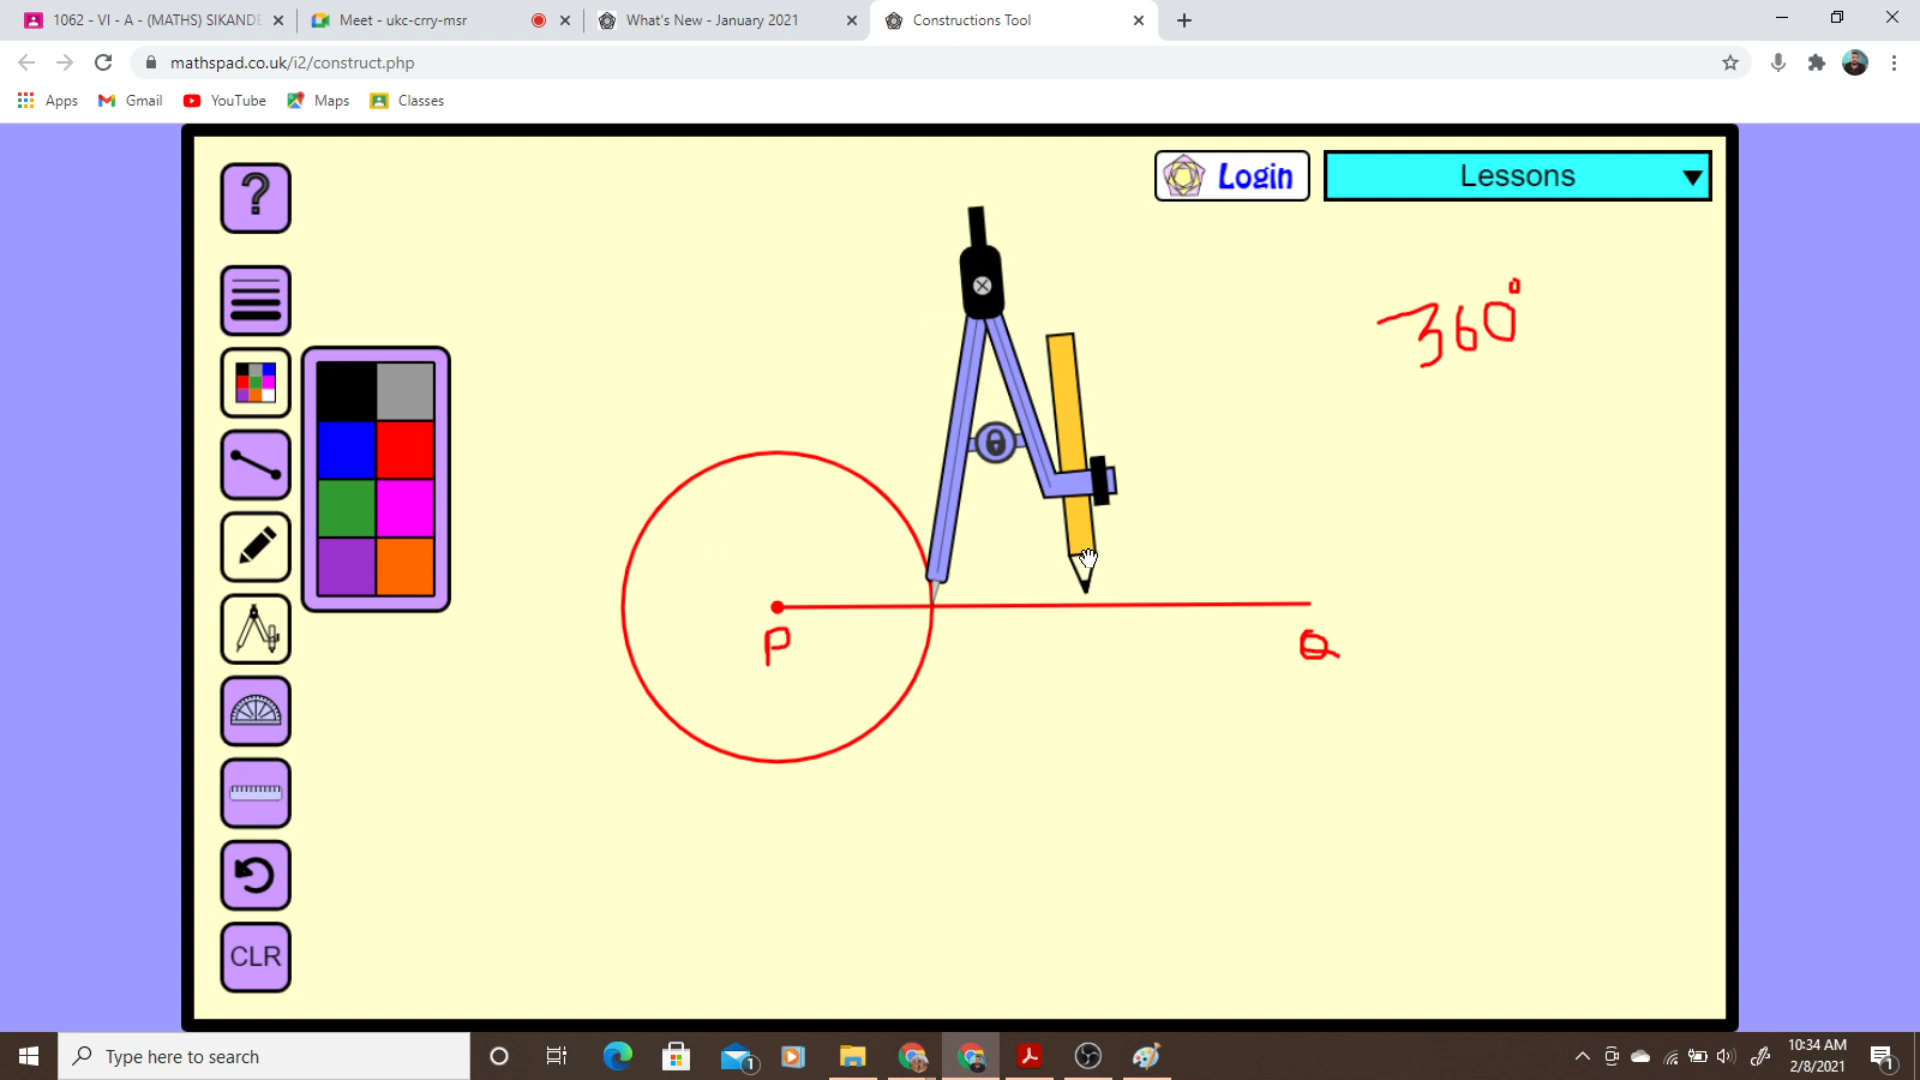 1062 - VI - A - (MATHS) SIKANDE
Meet - ukc-crry-msr
What's New - January 2021
Constructions Tool
mathspad.co.uk/i2/construct.php
Apps
Gmail
YouTube
Maps
Classes
?
Login
Lessons
360°
P
Q
CLR
Type here to search
1
10:34 AM
2/8/2021
1